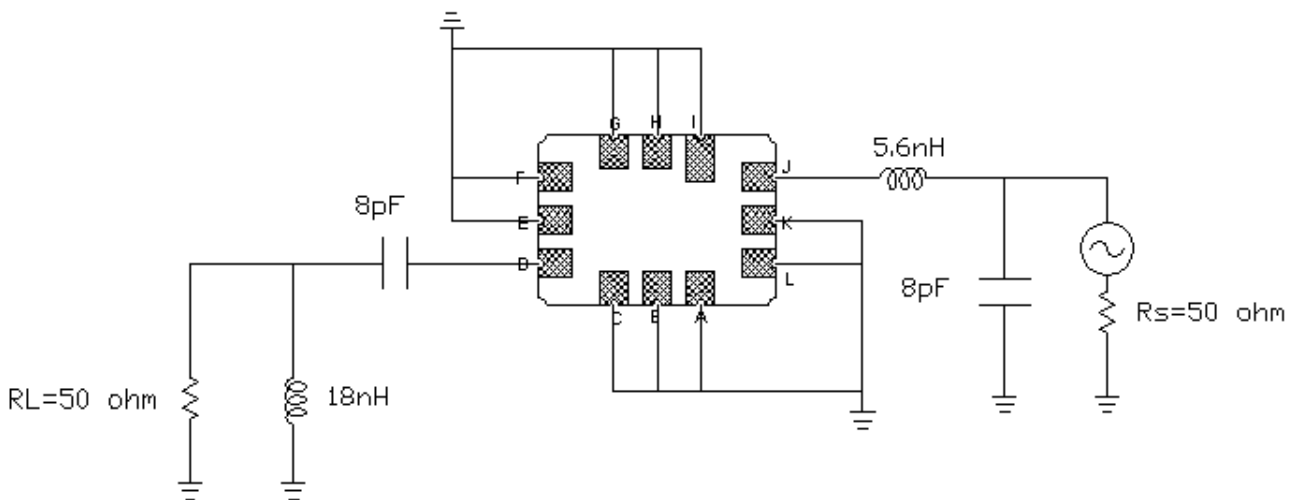 G H I
5.6nH
J
F
8pF
E
K
D
L
8pF
Rs=50 ohm
C B A
RL=50 ohm
18nH